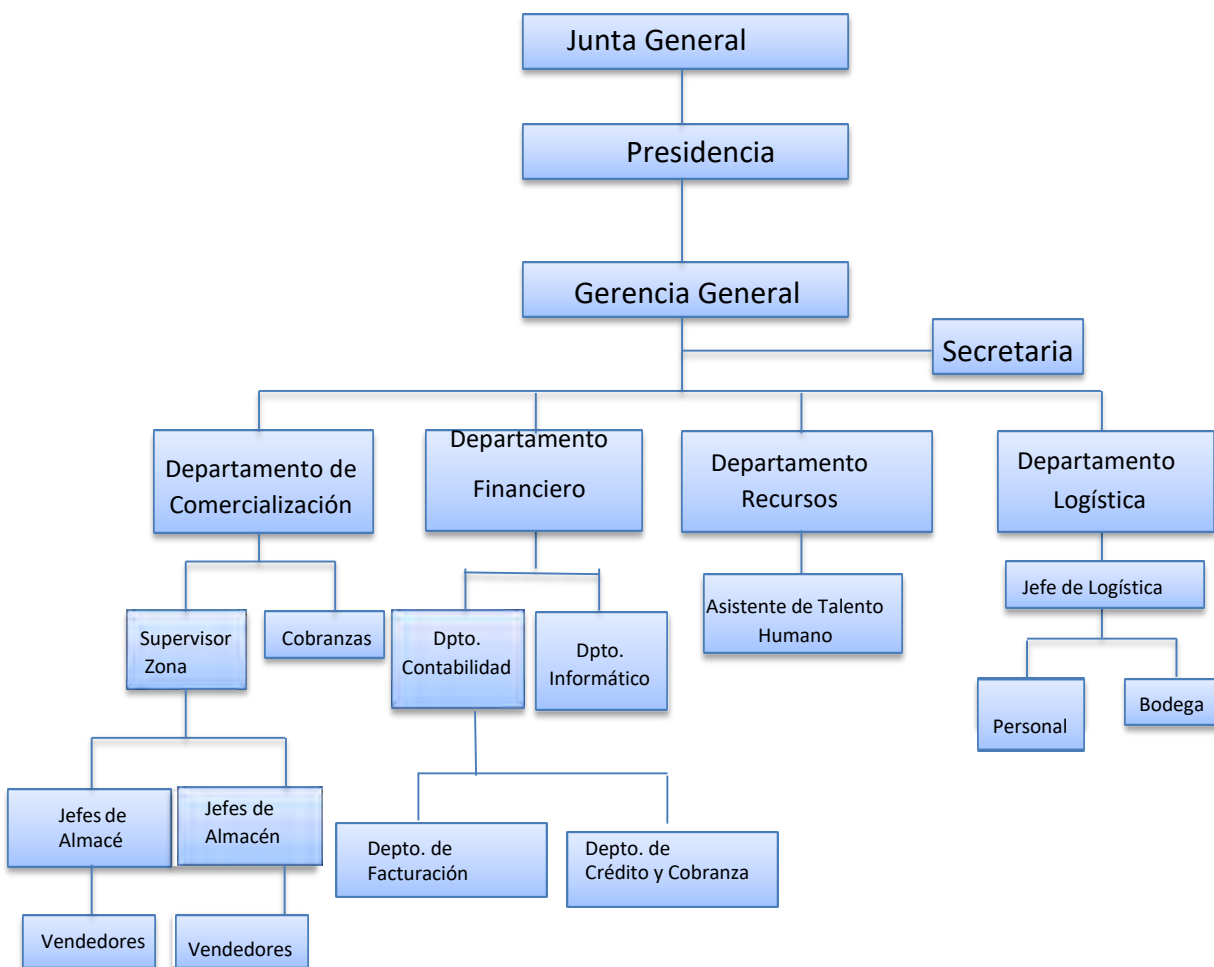 Junta General
Presidencia
Gerencia General
Secretaria
Departamento de
Comercialización
Departamento
Financiero
Departamento
Recursos
Departamento
Logística
Supervisor
Zona
Cobranzas
Dpto.
Contabilidad
Dpto.
Informático
Asistente de Talento
Humano
Jefe de Logística
Personal
Bodega
Jefes de
Almacé
Jefes de
Almacén
Depto. de
Facturación
Depto. de
Crédito y Cobranza
Vendedores
Vendedores